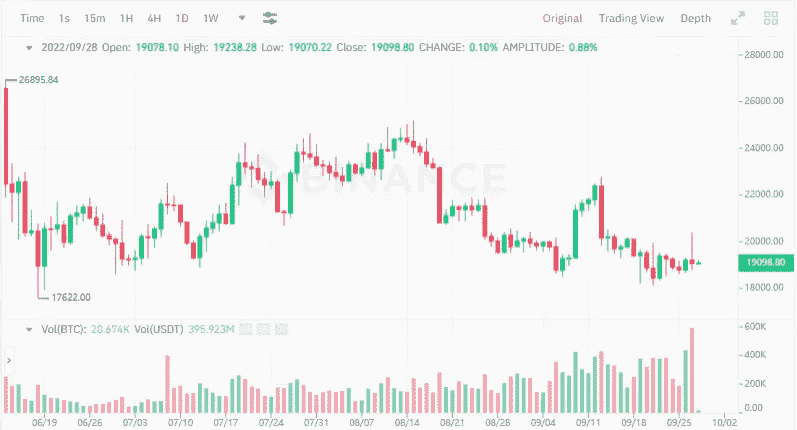 Time 1s 15m 1H 4H 1D 1W Original Trading View Depth
2022/09/28 Open: 19078.10 High: 19238.28 Low: 19070.22 Close: 19098.80 CHANGE: 0.10% AMPLITUDE: 0.88%
28000.00
26895.84
26000.00
24000.00
BINANCE
22000.00
20000.00
19098.80
18000.00
17622.00
Vol(BTC): 20.674K Vol(USDT) 395.923M
600K
400K
200K
0.00
06/19 06/26 07/03 07/10 07/17 07/24 07/31 08/07 08/14 08/21 08/28 09/04 09/11 09/18 09/25 10/02